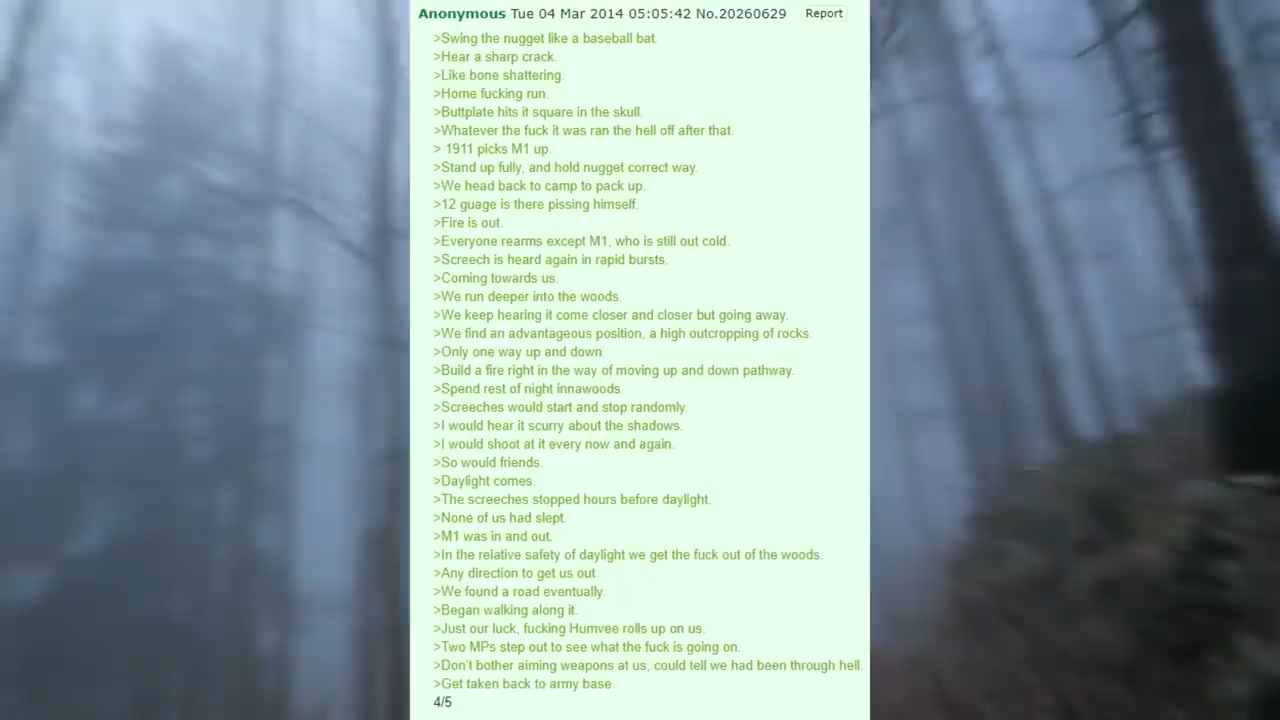 Anonymous Tue 04 Mar 2014 05:05:42 No.20260629 Report
>Swing the nugget like a baseball bat.
>Hear a sharp crack.
>Like bone shattering.
>Home fucking run.
>Buttplate hits it square in the skull.
>Whatever the fuck it was ran the hell off after that.
> 1911 picks M1 up.
>Stand up fully, and hold nugget correct way.
>We head back to camp to pack up.
>12 guage is there pissing himself.
>Fire is out.
>Everyone rearms except M1, who is still out cold.
>Screech is heard again in rapid bursts.
>Coming towards us.
>We run deeper into the woods.
>We keep hearing it come closer and closer but going away.
>We find an advantageous position, a high outcropping of rocks.
>Only one way up and down.
>Build a fire right in the way of moving up and down pathway.
>Spend rest of night innawoods.
>Screeches would start and stop randomly.
>I would hear it scurry about the shadows.
>I would shoot at it every now and again.
>So would friends.
>Daylight comes.
>The screeches stopped hours before daylight.
>None of us had slept.
>M1 was in and out.
>In the relative safety of daylight we get the fuck out of the woods.
>Any direction to get us out.
>We found a road eventually.
>Began walking along it.
>Just our luck, fucking Humvee rolls up on us.
>Two MPs step out to see what the fuck is going on.
>Don't bother aiming weapons at us, could tell we had been through hell.
>Get taken back to army base.
4/5